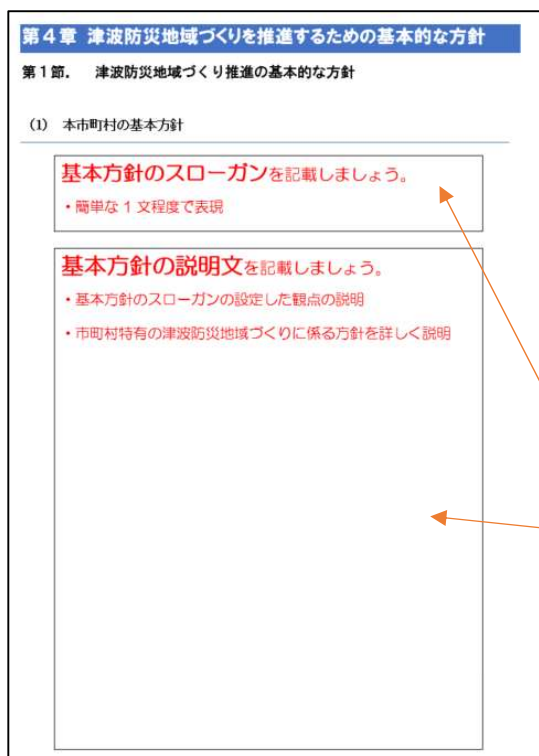 第４章 津波防災地域づくりを推進するための基本的な方針
第１節． 津波防災地域づくり推進の基本的な方針
(1) 本市町村の基本方針
基本方針のスローガンを記載しましょう。
・簡単な 1 文程度で表現
基本方針の説明文を記載しましょう。
・基本方針のスローガンの設定した観点の説明
・市町村特有の津波防災地域づくりに係る方針を詳しく説明